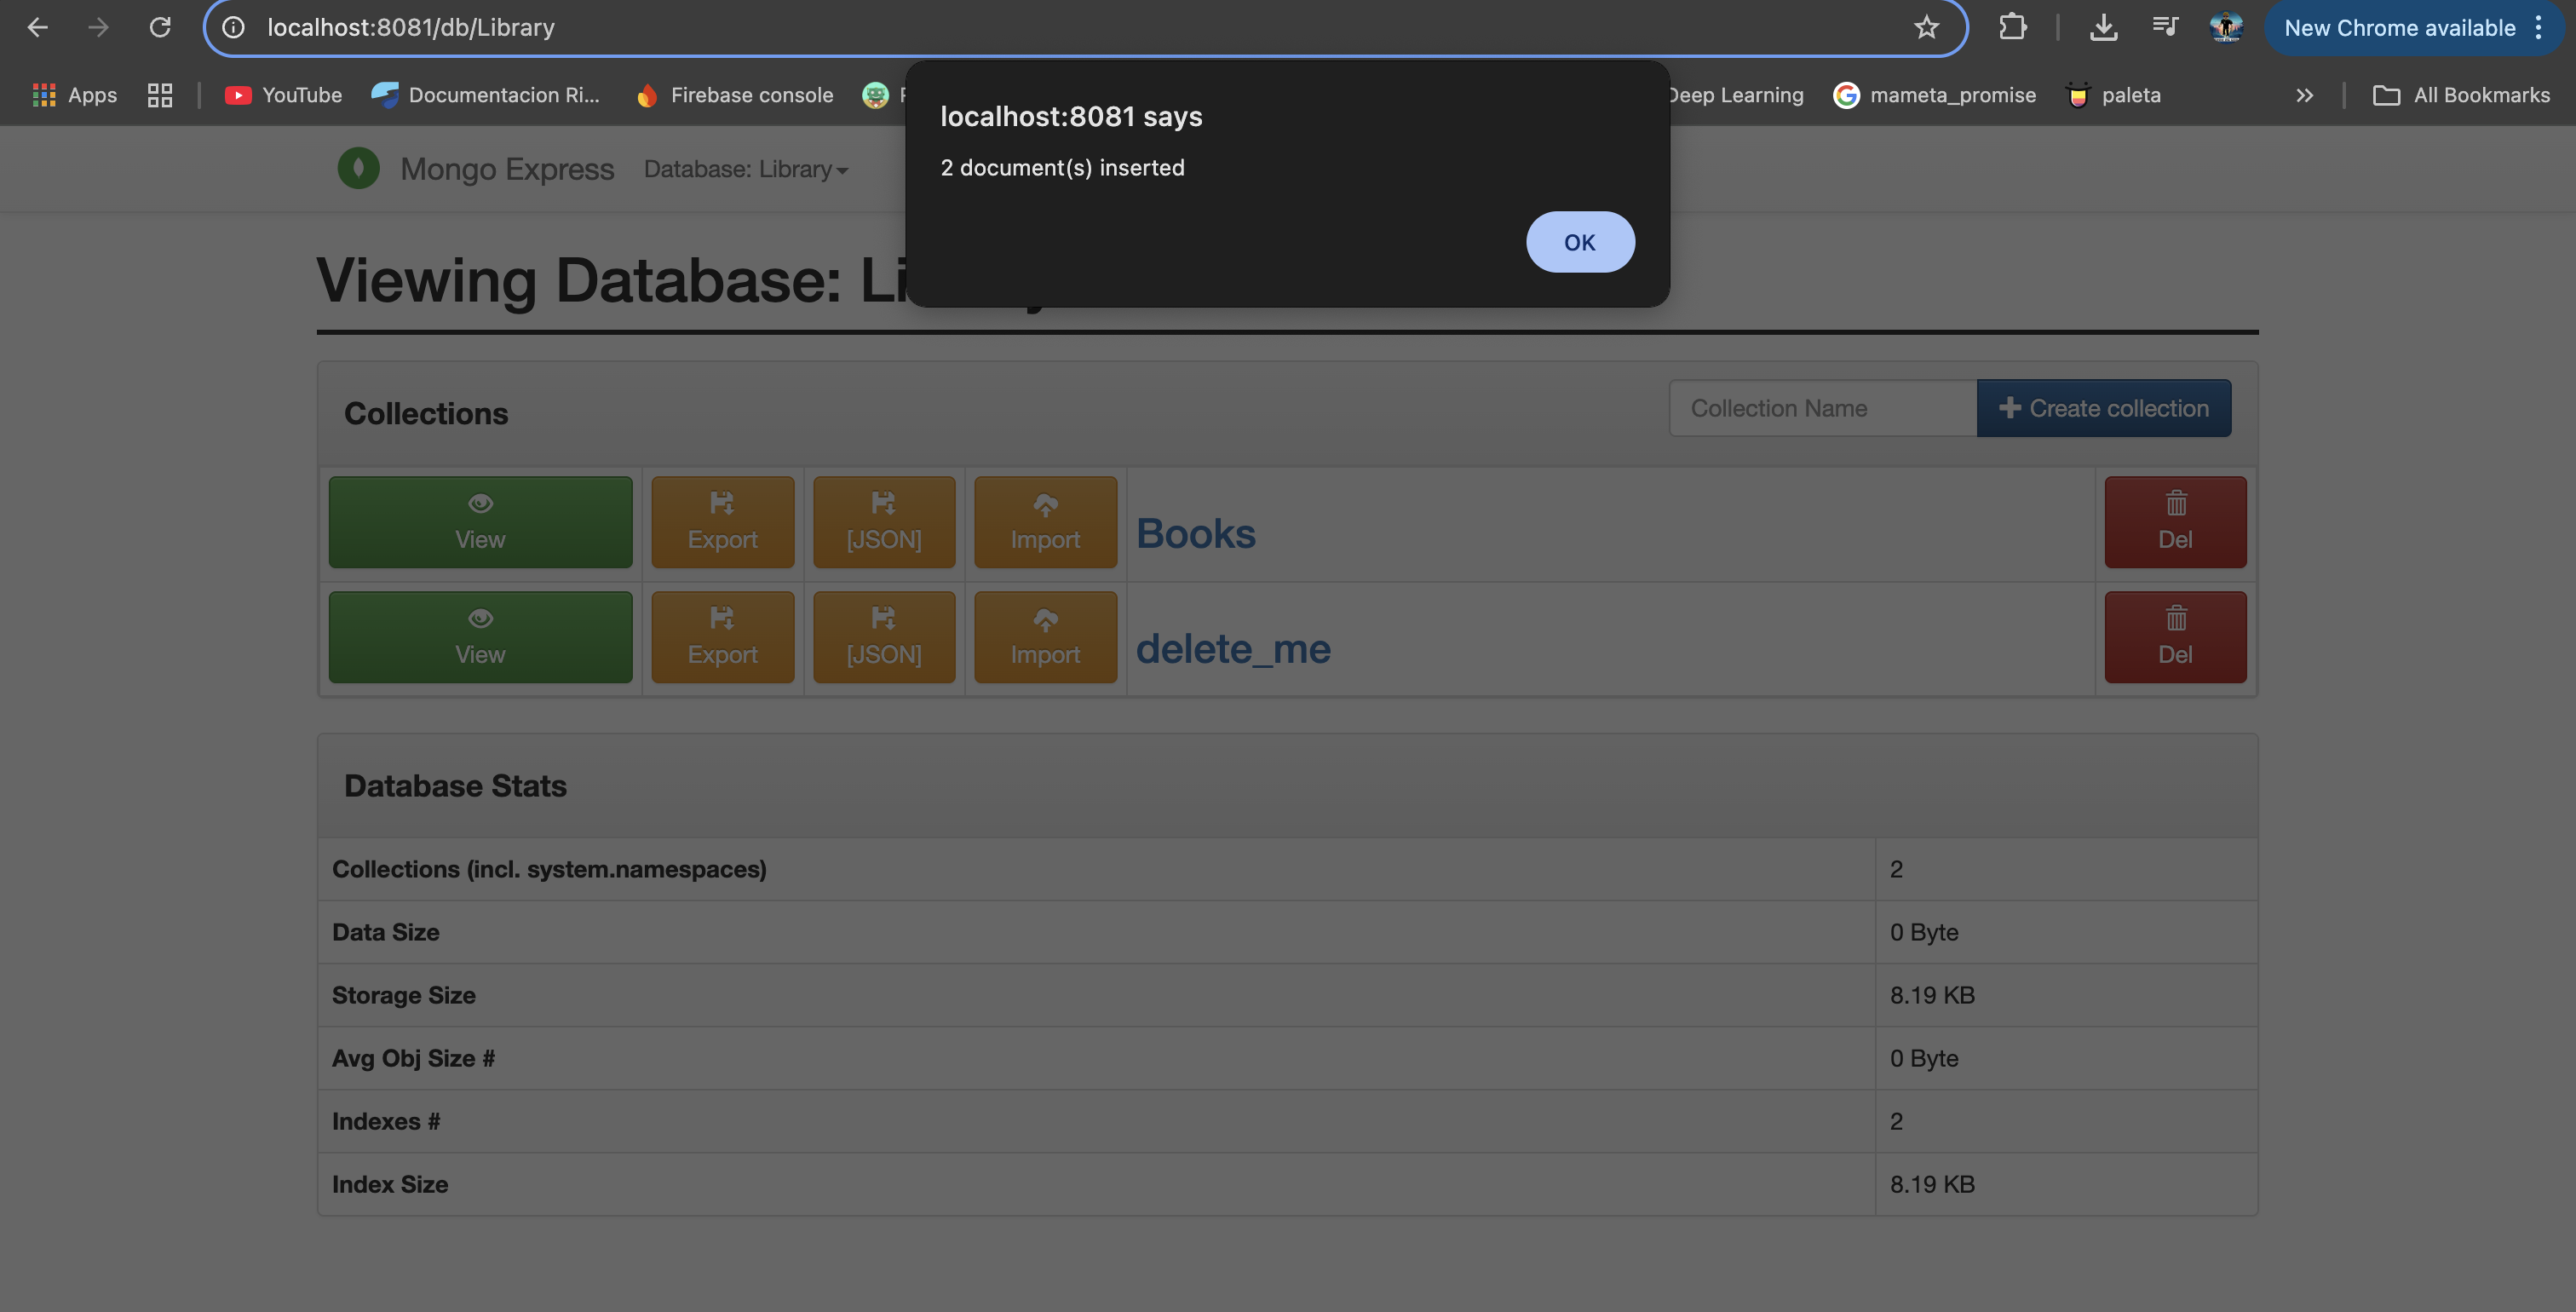 localhost:8081/db/Library
New Chrome available
Apps
YouTube
Documentacion Ri...
Firebase console
Deep Learning
mameta_promise
paleta
All Bookmarks
localhost:8081 says
2 document(s) inserted
OK
Mongo Express
Database: Library
Viewing Database: Li
Collections
Collection Name
Create collection
View
Export
[JSON]
Import
Books
Del
View
Export
[JSON]
Import
delete_me
Del
Database Stats
Collections (incl. system.namespaces) 2
Data Size 0 Byte
Storage Size 8.19 KB
Avg Obj Size # 0 Byte
Indexes # 2
Index Size 8.19 KB